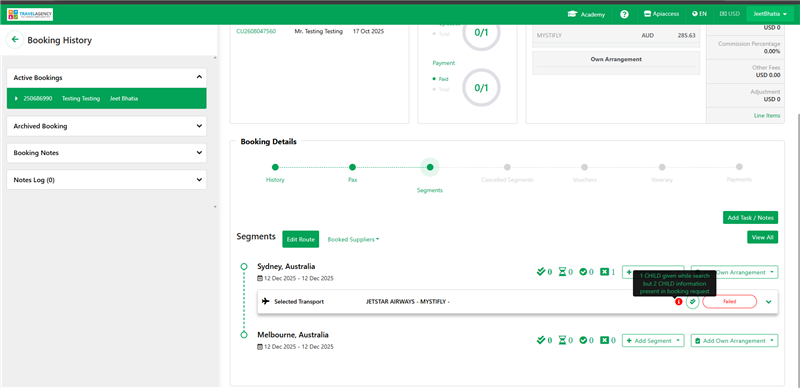 TRAVELAGENCY
Academy
Apiaccess
EN
USD
JeetBhatia
Booking History
Active Bookings
250686990 Testing Testing Jeet Bhatia
Archived Booking
Booking Notes
Notes Log (0)
CU2608047560 Mr. Testing Testing 17 Oct 2025
Total
0/1
Payment:
Paid
Total
0/1
MYSTIFLY AUD 285.63
Own Arrangement
USD 0
Commission Percentage
0.00%
Other Fees
USD 0.00
Adjustment
USD 0
Line Items
Booking Details
History
Pax
Segments
Cancelled Segments
Vouchers
Itinerary
Payments
Add Task / Notes
Segments Edit Route Booked Suppliers View All
Sydney, Australia
12 Dec 2025 - 12 Dec 2025
0 0 0 1
Own Arrangement
1 CHILD given while search
but 2 CHILD information
present in booking request
Selected Transport JETSTAR AIRWAYS - MYSTIFLY - Failed
Melbourne, Australia
12 Dec 2025 - 12 Dec 2025
0 0 0 0 Add Segment Add Own Arrangement